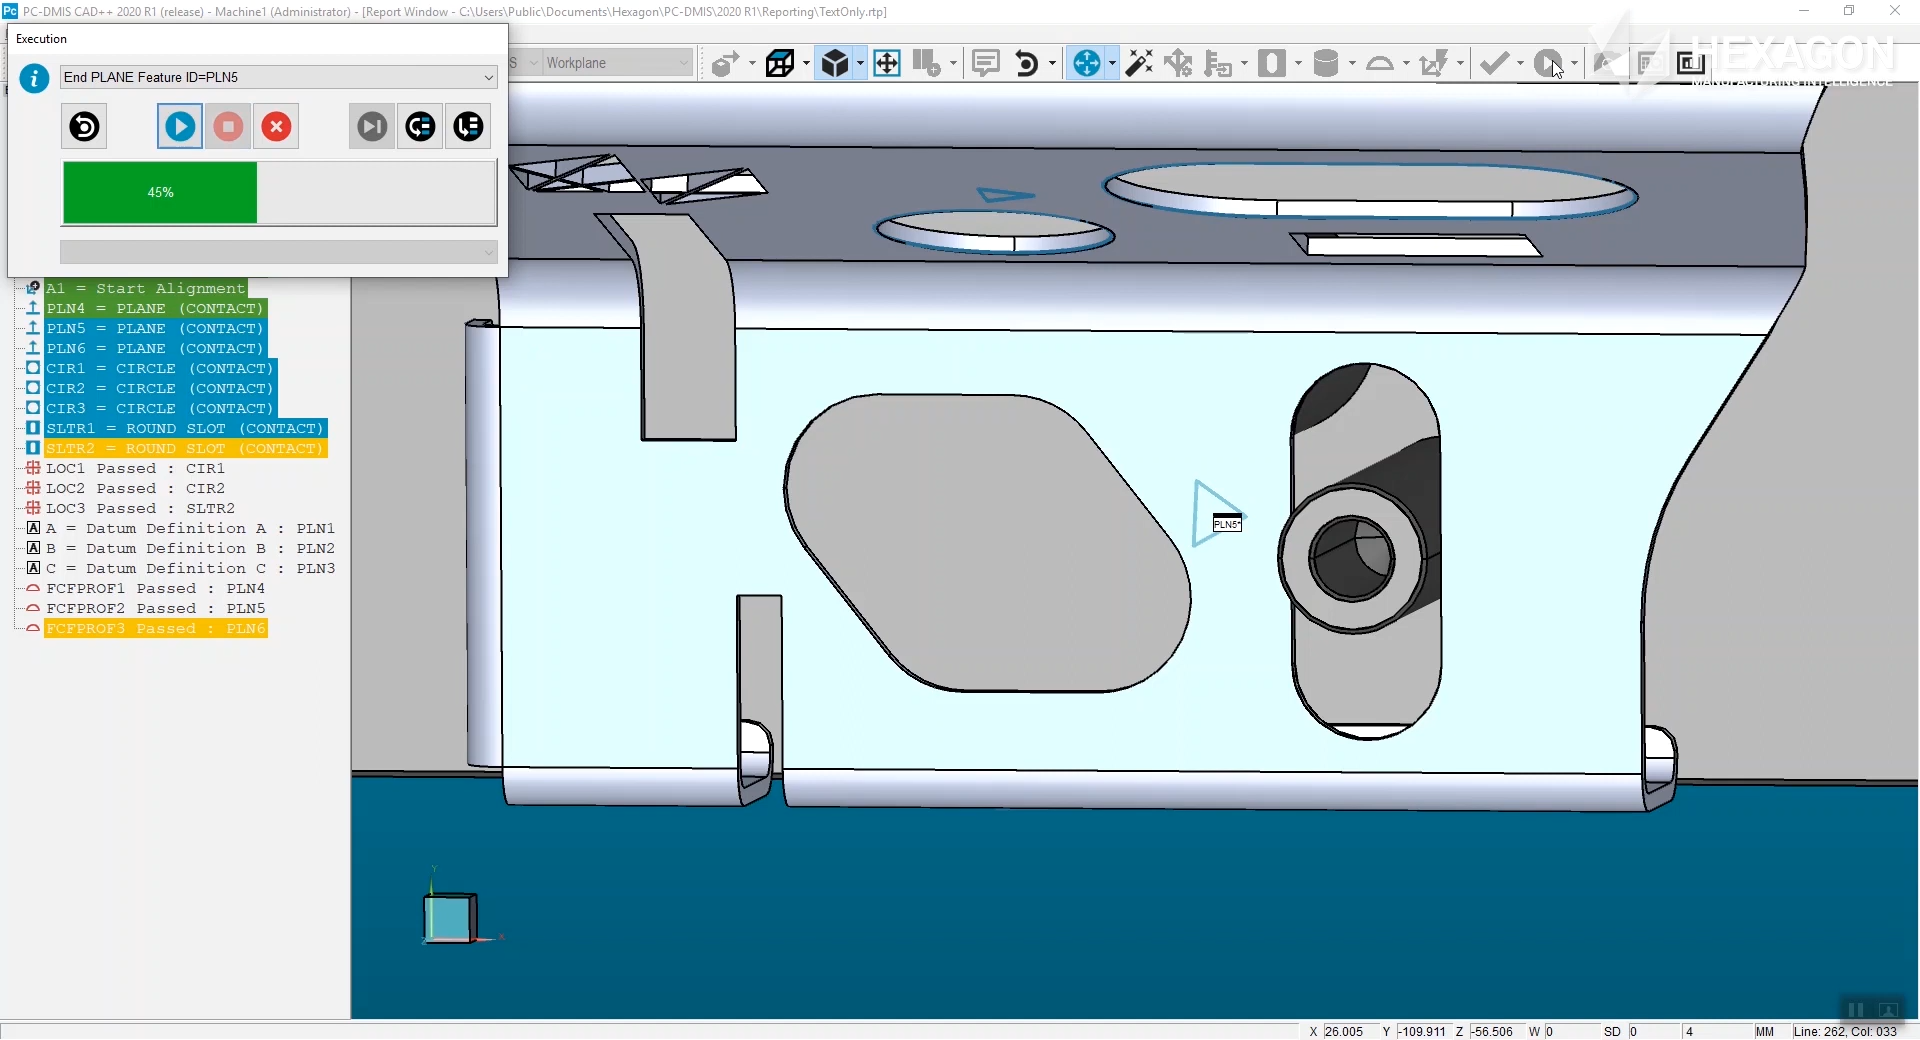 PC-DMIS CAD++ 2020 R1 (release) - Machine1 (Administrator) - [Report Window - C:\Users\Public\Documents\Hexagon\PC-DMIS\2020 R1\Reporting\TextOnly.rtp]
Execution
End PLANE Feature ID=PLN5
S
Workplane
HEXAGON
MANUFACTURING INTELLIGENCE
45%
A1 = Start Alignment
PLN4 = PLANE (CONTACT)
PLN5 = PLANE (CONTACT)
PLN6 = PLANE (CONTACT)
CIR1 = CIRCLE (CONTACT)
CIR2 = CIRCLE (CONTACT)
CIR3 = CIRCLE (CONTACT)
SLTR1 = ROUND SLOT (CONTACT)
SLTR2 = ROUND SLOT (CONTACT)
LOC1 Passed : CIR1
LOC2 Passed : CIR2
LOC3 Passed : SLTR2
A = Datum Definition A : PLN1
B = Datum Definition B : PLN2
C = Datum Definition C : PLN3
FCFPROF1 Passed : PLN4
FCFPROF2 Passed : PLN5
FCFPROF3 Passed : PLN6
PLN5*
Y
Z
X
X 26.005 Y -109.911 Z -56.506 W 0 SD 0 4 MM Line: 262, Col: 033